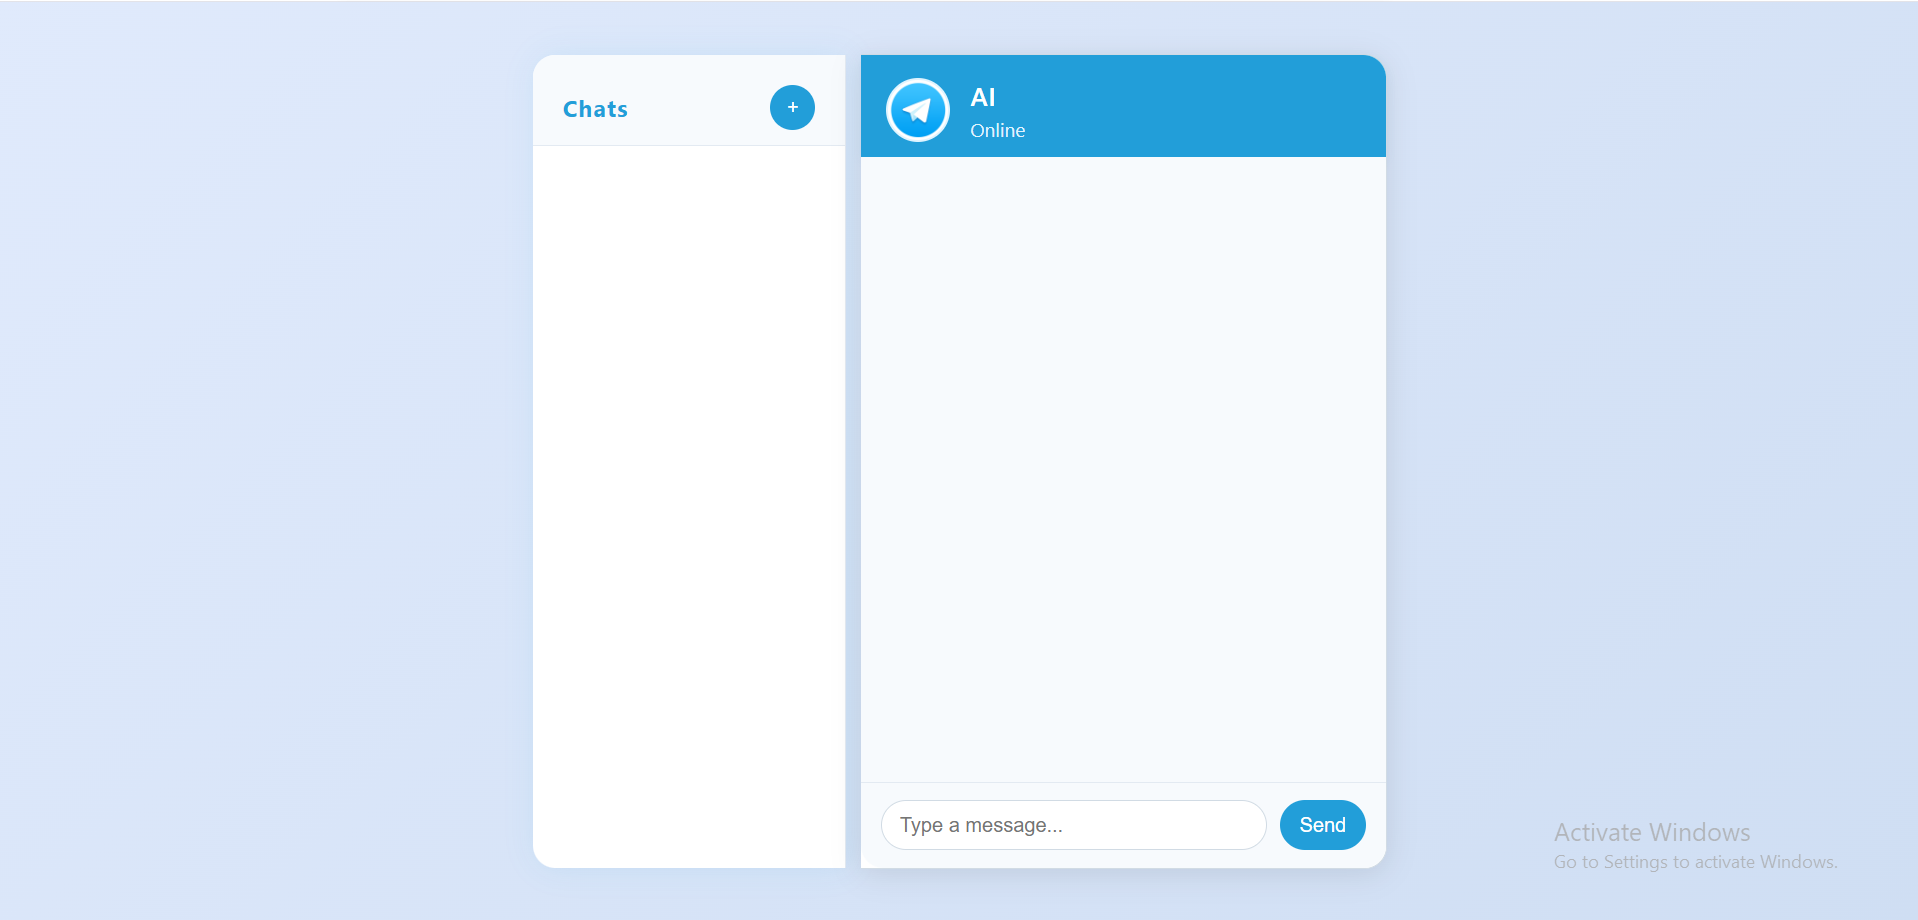 Chats
+
AI
Online
Type a message...
Send
Activate Windows
Go to Settings to activate Windows.